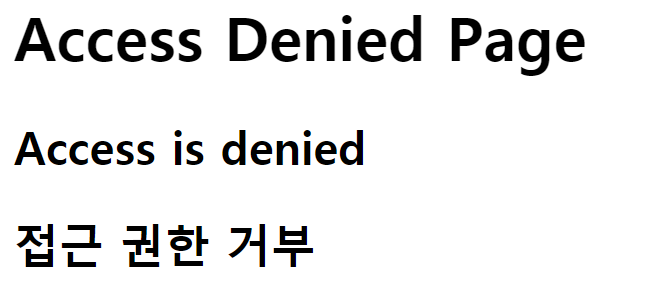 Access Denied Page
Access is denied
접근 권한 거부